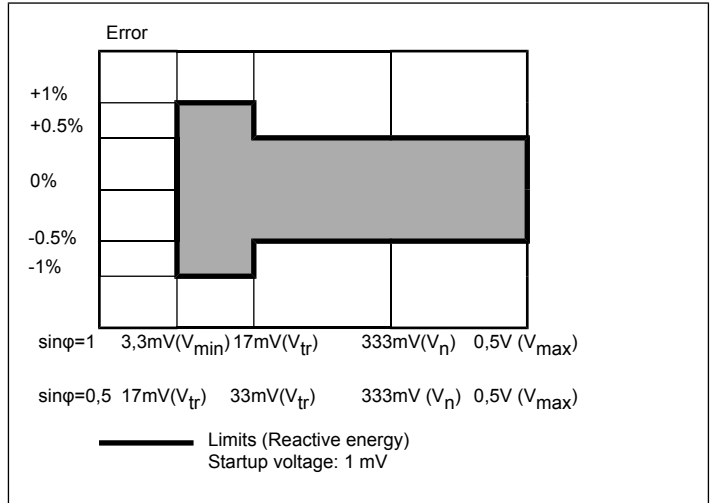 Error
+1%
+0.5%
0%
-0.5%
-1%
sinφ=1 3,3mV(Vmin) 17mV(Vtr) 333mV(Vn) 0,5V (Vmax)
sinφ=0,5 17mV(Vtr) 33mV(Vtr) 333mV (Vn) 0,5V (Vmax)
Limits (Reactive energy)
Startup voltage: 1 mV